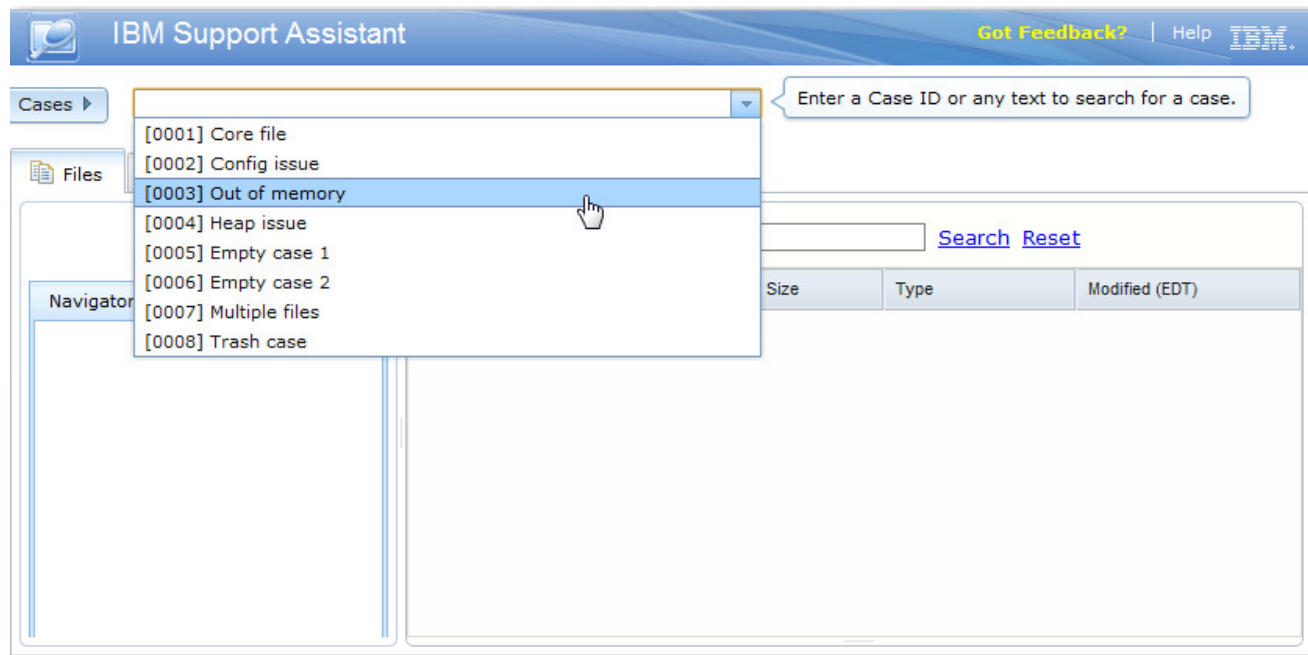 IBM Support Assistant
Got Feedback? | Help IBM.
Cases
Enter a Case ID or any text to search for a case.
[0001] Core file
[0002] Config issue
Files
[0003] Out of memory
[0004] Heap issue
Search Reset
[0005] Empty case 1
[0006] Empty case 2
Navigator
Size Type Modified (EDT)
[0007] Multiple files
[0008] Trash case